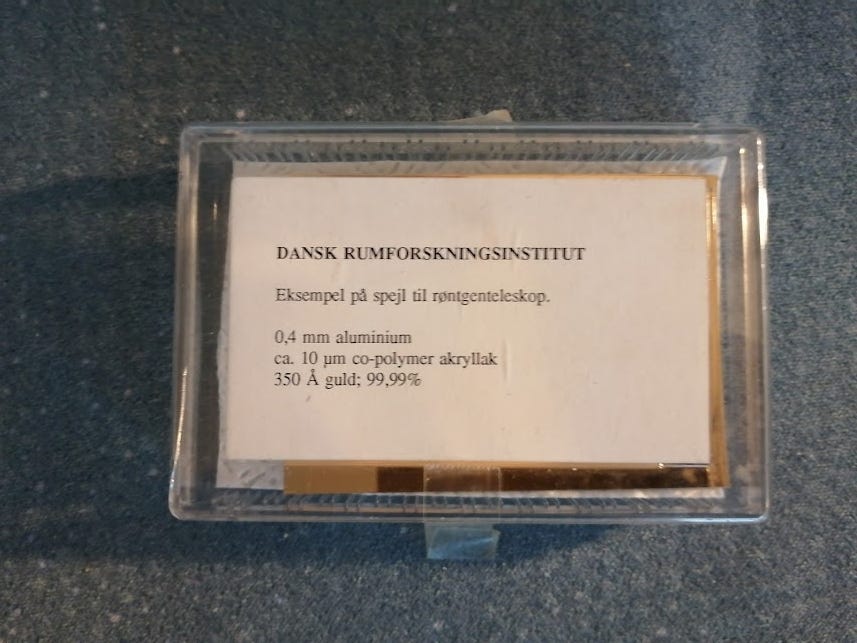 DANSK RUMFORSKNINGSINSTITUT
Eksempel på spejl til røntgenteleskop.
0,4 mm aluminium
ca. 10 µm co-polymer akryllak
350 Å guld; 99,99%